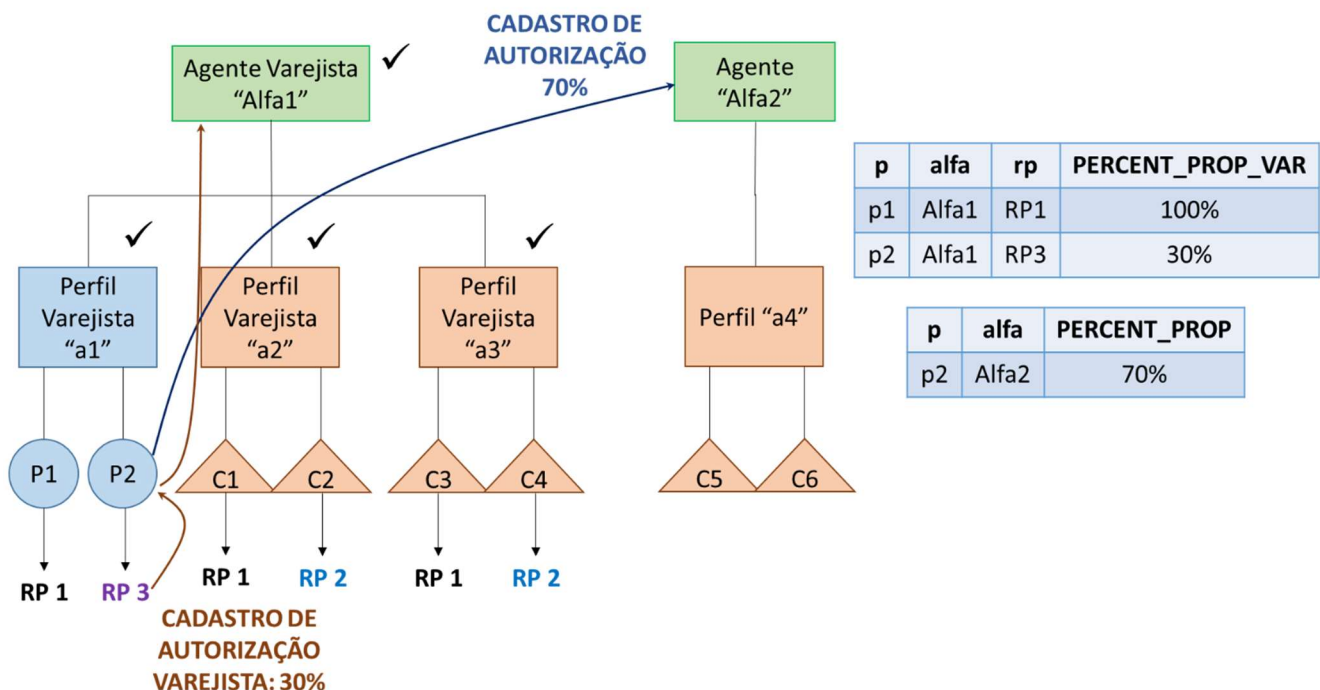 CADASTRO DE
AUTORIZAÇÃO
70%
Agente Varejista
“Alfa1”
Agente
“Alfa2”
p alfa rp PERCENT_PROP_VAR
p1 Alfa1 RP1 100%
p2 Alfa1 RP3 30%
Perfil
Varejista
“a1”
Perfil
Varejista
“a2”
Perfil
Varejista
“a3”
Perfil “a4”
p alfa PERCENT_PROP
p2 Alfa2 70%
P1 P2 C1 C2 C3 C4 C5 C6
RP 1 RP 3 RP 1 RP 2 RP 1 RP 2
CADASTRO DE
AUTORIZAÇÃO
VAREJISTA: 30%